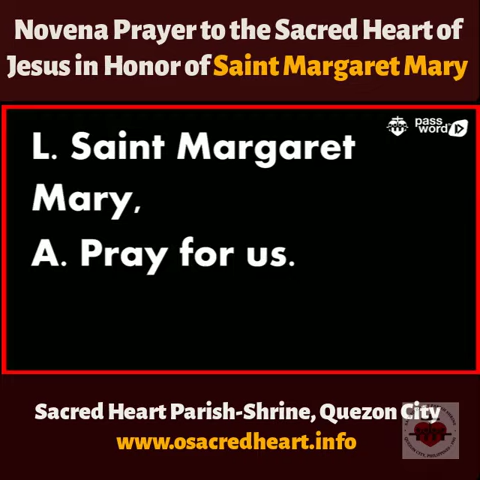 Novena Prayer to the Sacred Heart of
Jesus in Honor of Saint Margaret Mary
pass
word
L. Saint Margaret
Mary,
A. Pray for us.
Sacred Heart Parish-Shrine, Quezon City
www.osacredheart.info